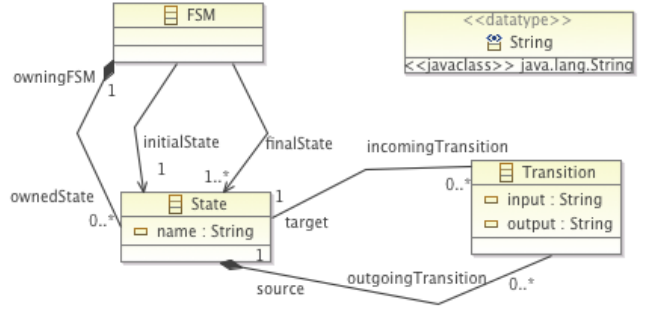 FSM
<<datatype>>
String
<<javaclass>> java.lang.String
owningFSM
1
initialState
finalState
1
1..*
incomingTransition
ownedState
0..*
State
name : String
1
1
target
0..*
Transition
input : String
output : String
source
outgoingTransition
0..*